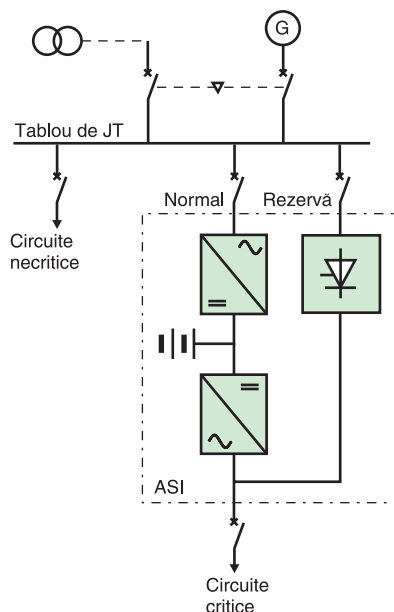 G
Tablou de JT
Normal
Rezervă
Circuite
necritice
ASI
Circuite
critice